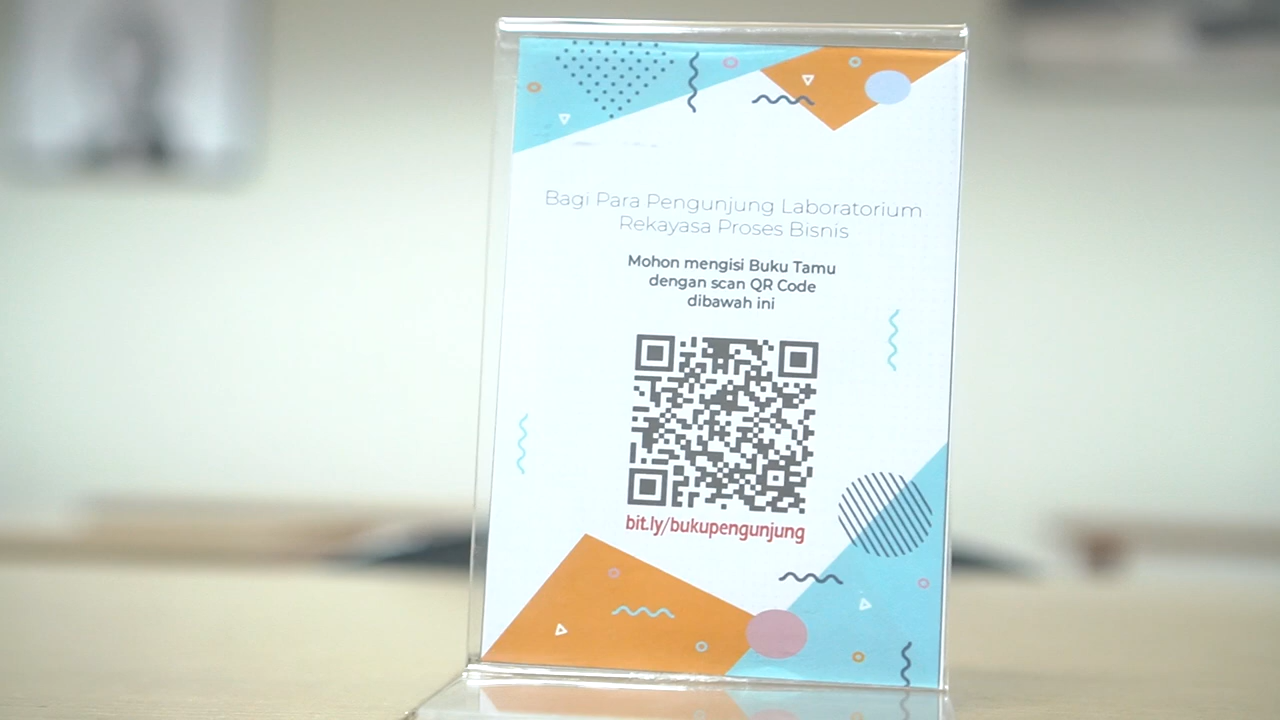 Bagi Para Pengunjung Laboratorium
Rekayasa Proses Bisnis
Mohon mengisi Buku Tamu
dengan scan QR Code
dibawah ini
bit.ly/bukupengunjung